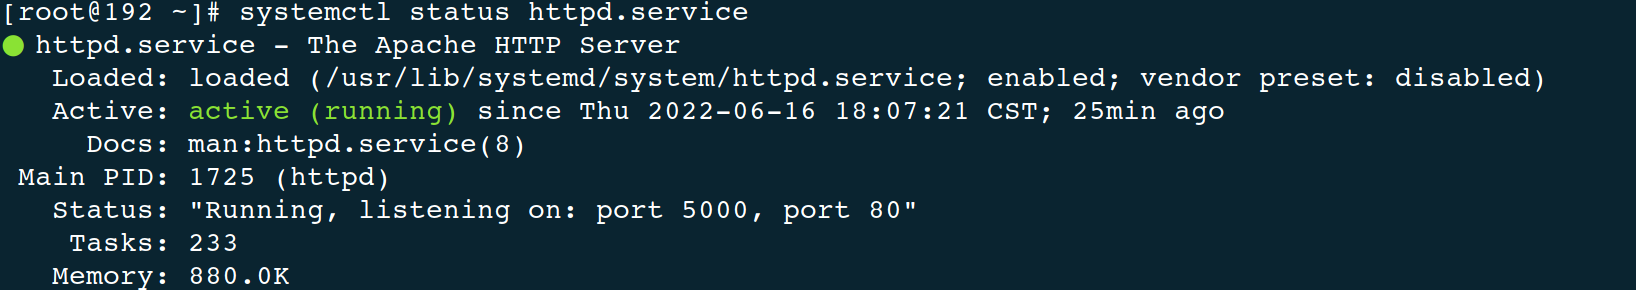 [root@192 ~]# systemctl status httpd.service
● httpd.service - The Apache HTTP Server
Loaded: loaded (/usr/lib/systemd/system/httpd.service; enabled; vendor preset: disabled)
Active: active (running) since Thu 2022-06-16 18:07:21 CST; 25min ago
Docs: man:httpd.service(8)
Main PID: 1725 (httpd)
Status: "Running, listening on: port 5000, port 80"
Tasks: 233
Memory: 880.0K